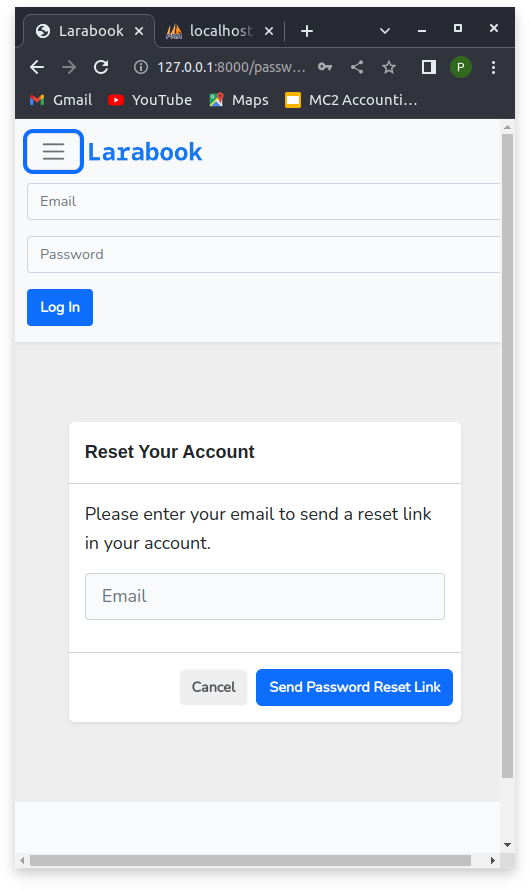 Larabook
localhost
127.0.0.1:8000/passw...
P
Gmail
YouTube
Maps
MC2 Accounti...
Larabook
Email
Password
Log In
Reset Your Account
Please enter your email to send a reset link
in your account.
Email
Cancel
Send Password Reset Link